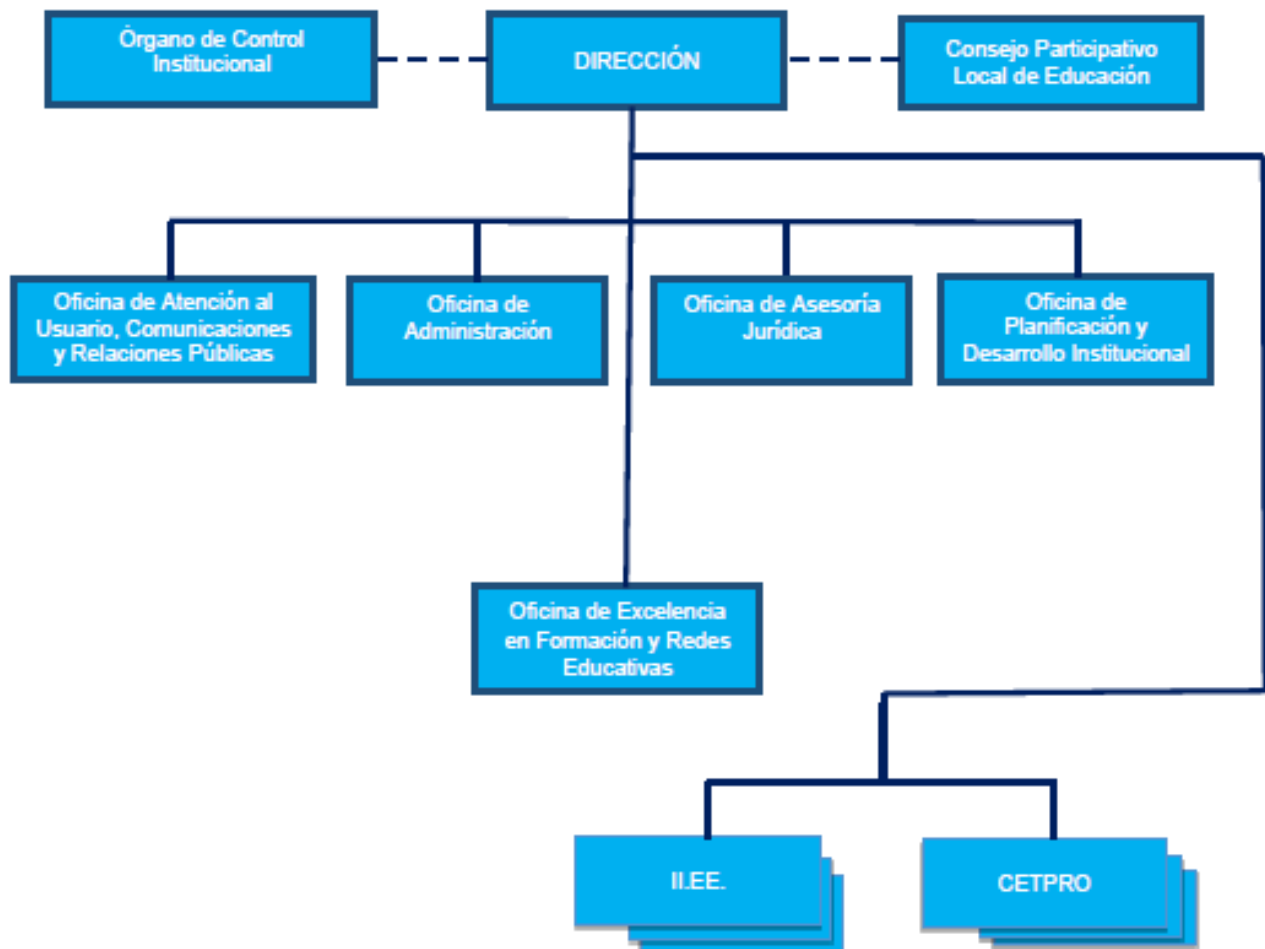 Órgano de Control
Institucional
DIRECCIÓN
Consejo Participativo
Local de Educación
Oficina de Atención al
Usuario, Comunicaciones
y Relaciones Públicas
Oficina de
Administración
Oficina de Asesoría
Jurídica
Oficina de
Planificación y
Desarrollo Institucional
Oficina de Excelencia
en Formación y Redes
Educativas
II.EE.
CETPRO